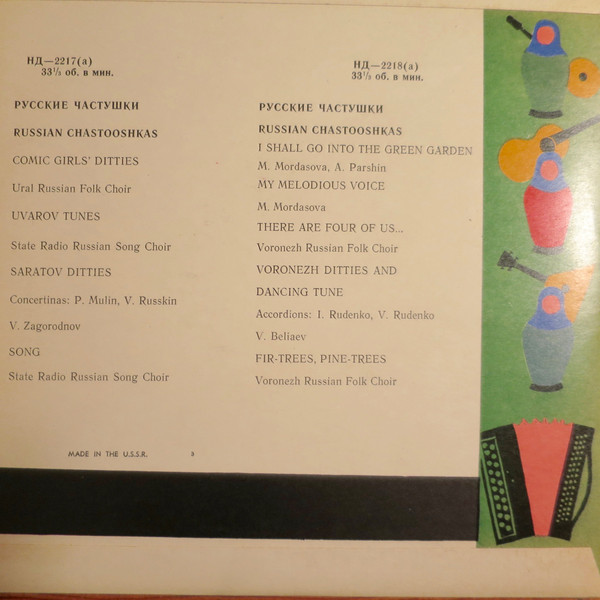 НД—2217(а)
33⅓ об. в мин.
РУССКИЕ ЧАСТУШКИ
RUSSIAN CHASTOOSHKAS
COMIC GIRLS' DITTIES
Ural Russian Folk Choir
UVAROV TUNES
State Radio Russian Song Choir
SARATOV DITTIES
Concertinas: P. Mulin, V. Russkin
V. Zagorodnov
SONG
State Radio Russian Song Choir
НД—2218(а)
33⅓ об. в мин.
РУССКИЕ ЧАСТУШКИ
RUSSIAN CHASTOOSHKAS
I SHALL GO INTO THE GREEN GARDEN
M. Mordasova, A. Parshin
MY MELODIOUS VOICE
M. Mordasova
THERE ARE FOUR OF US...
Voronezh Russian Folk Choir
VORONEZH DITTIES AND
DANCING TUNE
Accordions: I. Rudenko, V. Rudenko
V. Beliaev
FIR-TREES, PINE-TREES
Voronezh Russian Folk Choir
MADE IN THE U.S.S.R.